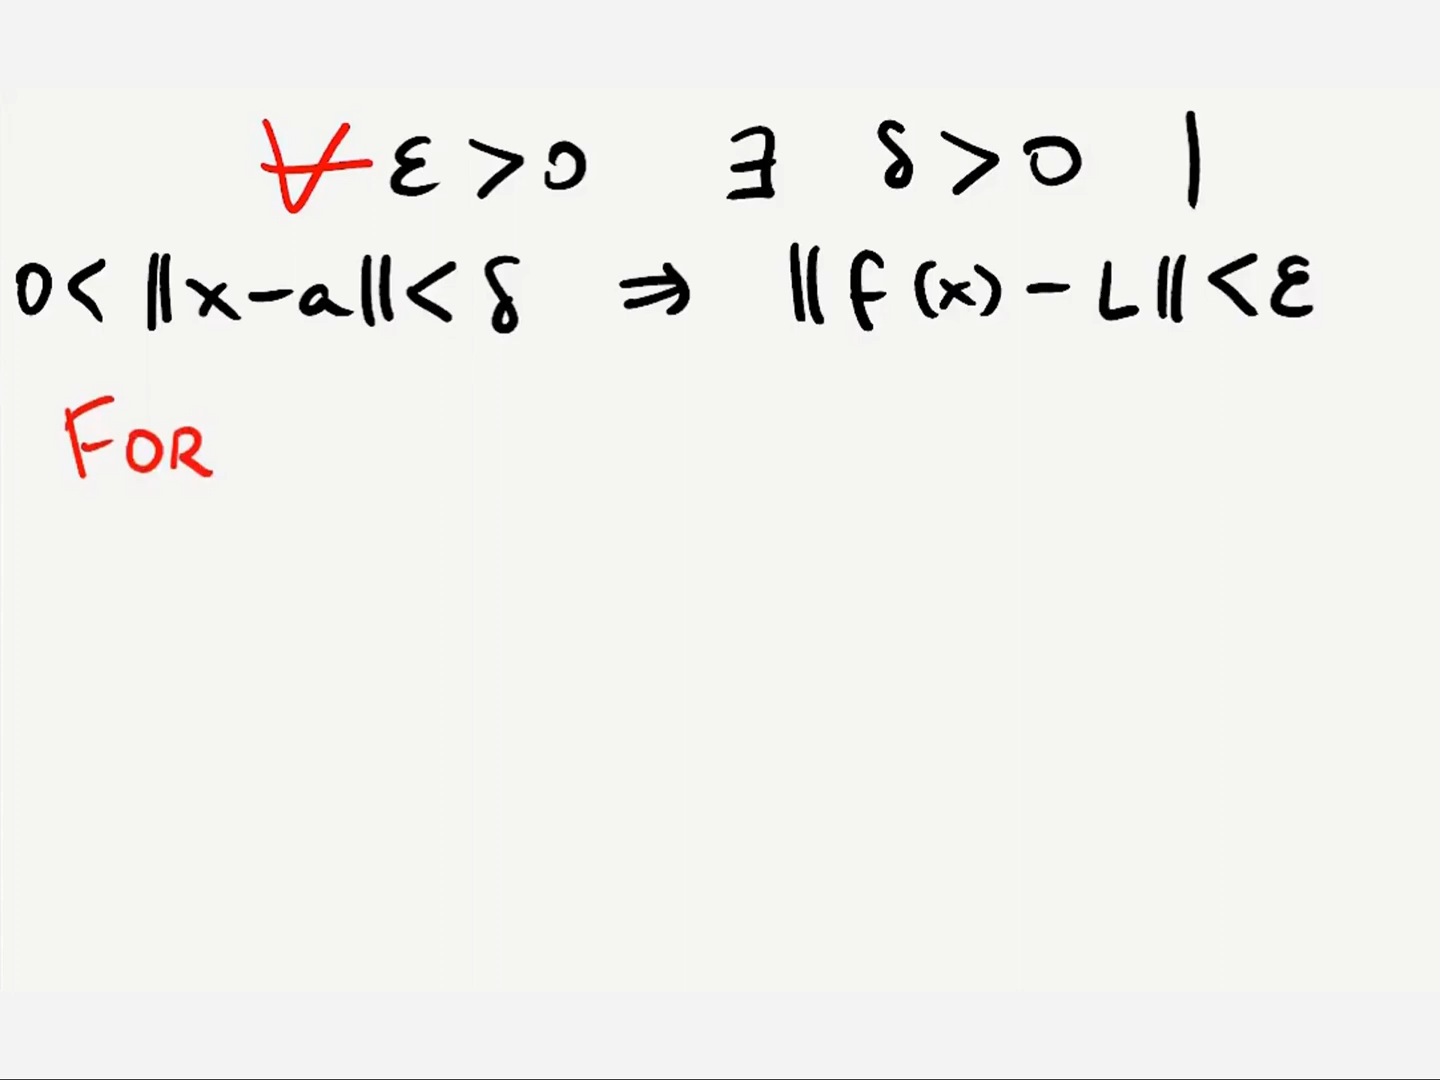 ∀ ε > 0 ∃ δ > 0 |
0 < ‖x - a‖ < δ ⇒ ‖f(x) - L‖ < ε
FOR